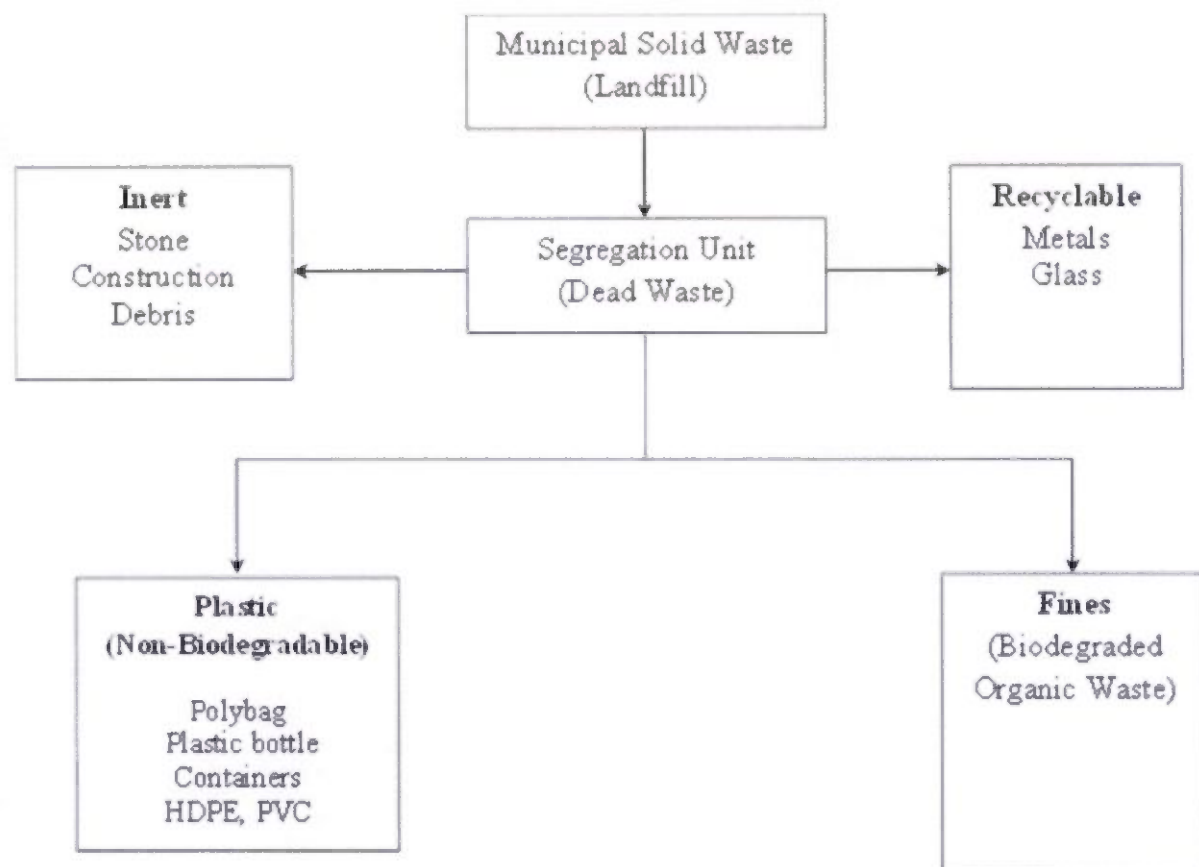 Municipal Solid Waste
(Landfill)
Inert
Stone
Construction
Debris
Segregation Unit
(Dead Waste)
Recyclable
Metals
Glass
Plastic
(Non-Biodegradable)
Polybag
Plastic bottle
Containers
HDPE, PVC
Fines
(Biodegraded
Organic Waste)